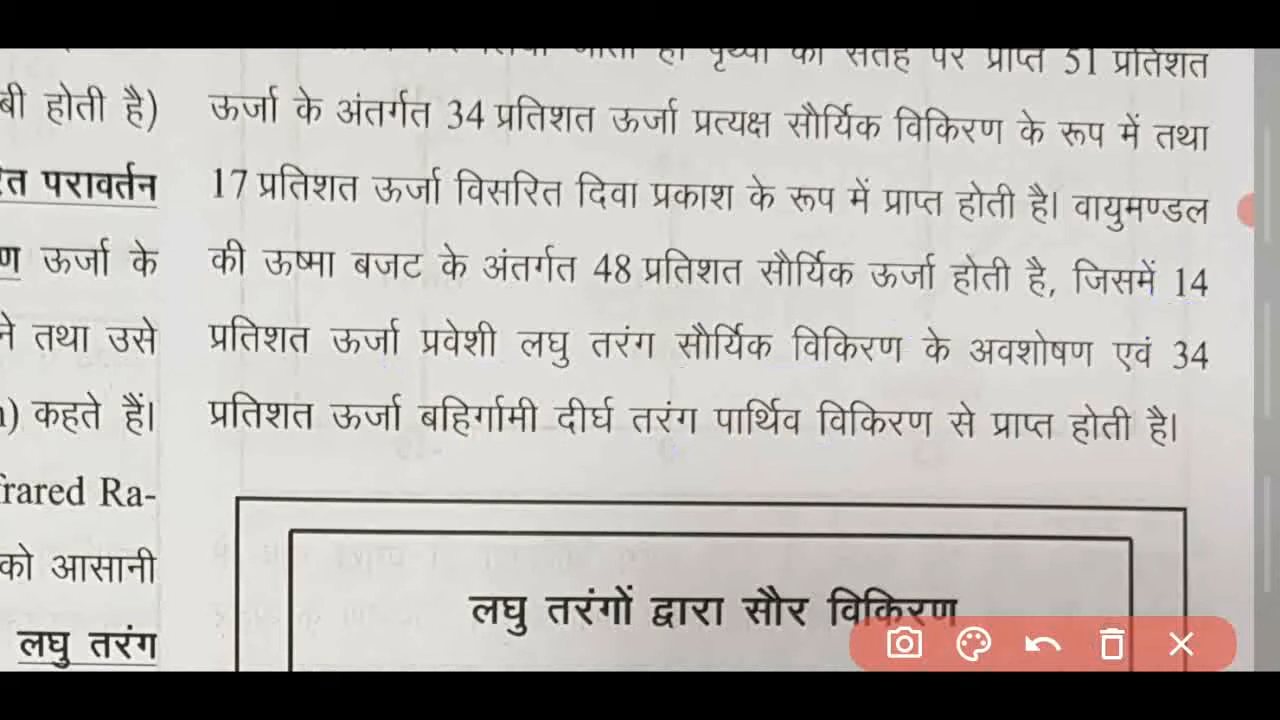 पृथ्वी की सतह पर प्राप्त 51 प्रतिशत
ऊर्जा के अंतर्गत 34 प्रतिशत ऊर्जा प्रत्यक्ष सौर्यिक विकिरण के रूप में तथा
17 प्रतिशत ऊर्जा विसरित दिवा प्रकाश के रूप में प्राप्त होती है। वायुमण्डल
की ऊष्मा बजट के अंतर्गत 48 प्रतिशत सौर्यिक ऊर्जा होती है, जिसमें 14
प्रतिशत ऊर्जा प्रवेशी लघु तरंग सौर्यिक विकिरण के अवशोषण एवं 34
प्रतिशत ऊर्जा बहिर्गामी दीर्घ तरंग पार्थिव विकिरण से प्राप्त होती है।
बी होती है)
परावर्तन
ऊर्जा के
ने तथा उसे
कहते हैं।
frared Ra-
को आसानी
लघु तरंग
लघु तरंगों द्वारा सौर विकिरण